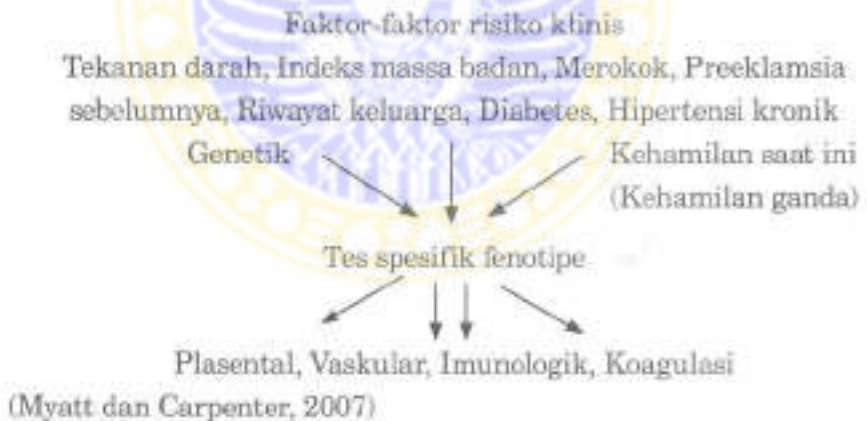 Faktor-faktor risiko klinis
Tekanan darah, Indeks massa badan, Merokok, Preeklamsia
sebelumnya, Riwayat keluarga, Diabetes, Hipertensi kronik
Genetik Kehamilan saat ini
(Kehamilan ganda)
Tes spesifik fenotipe
Plasental, Vaskular, Imunologik, Koagulasi
(Myatt dan Carpenter, 2007)